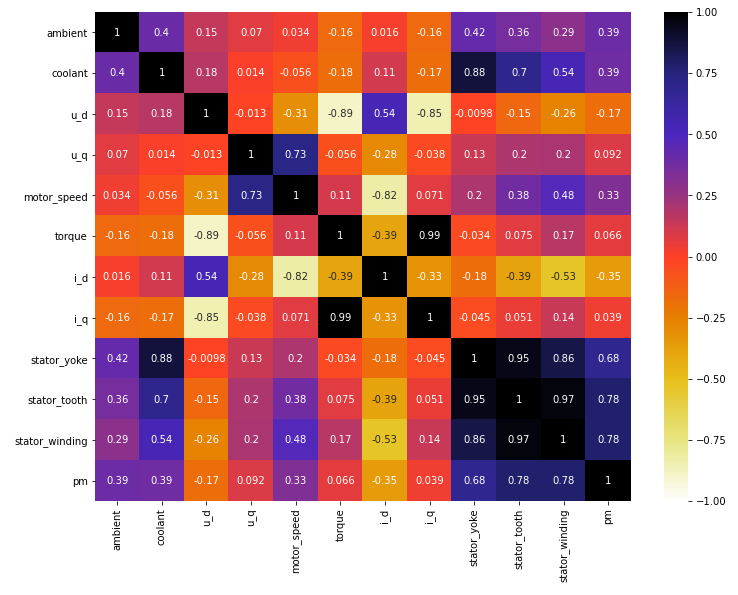 ambient 1 0.4 0.15 0.07 0.034 -0.16 0.016 -0.16 0.42 0.36 0.29 0.39
coolant 0.4 1 0.18 0.014 -0.056 -0.18 0.11 -0.17 0.88 0.7 0.54 0.39
u_d 0.15 0.18 1 -0.013 -0.31 -0.89 0.54 -0.85 -0.0098 -0.15 -0.26 -0.17
u_q 0.07 0.014 -0.013 1 0.73 -0.056 -0.28 -0.038 0.13 0.2 0.2 0.092
motor_speed 0.034 -0.056 -0.31 0.73 1 0.11 -0.82 0.071 0.2 0.38 0.48 0.33
torque -0.16 -0.18 -0.89 -0.056 0.11 1 -0.39 0.99 -0.034 0.075 0.17 0.066
i_d 0.016 0.11 0.54 -0.28 -0.82 -0.39 1 -0.33 -0.18 -0.39 -0.53 -0.35
i_q -0.16 -0.17 -0.85 -0.038 0.071 0.99 -0.33 1 -0.045 0.051 0.14 0.039
stator_yoke 0.42 0.88 -0.0098 0.13 0.2 -0.034 -0.18 -0.045 1 0.95 0.86 0.68
stator_tooth 0.36 0.7 -0.15 0.2 0.38 0.075 -0.39 0.051 0.95 1 0.97 0.78
stator_winding 0.29 0.54 -0.26 0.2 0.48 0.17 -0.53 0.14 0.86 0.97 1 0.78
pm 0.39 0.39 -0.17 0.092 0.33 0.066 -0.35 0.039 0.68 0.78 0.78 1
ambient
coolant
u_d
u_q
motor_speed
torque
i_d
i_q
stator_yoke
stator_tooth
stator_winding
pm
1.00
0.75
0.50
0.25
0.00
−0.25
−0.50
−0.75
−1.00